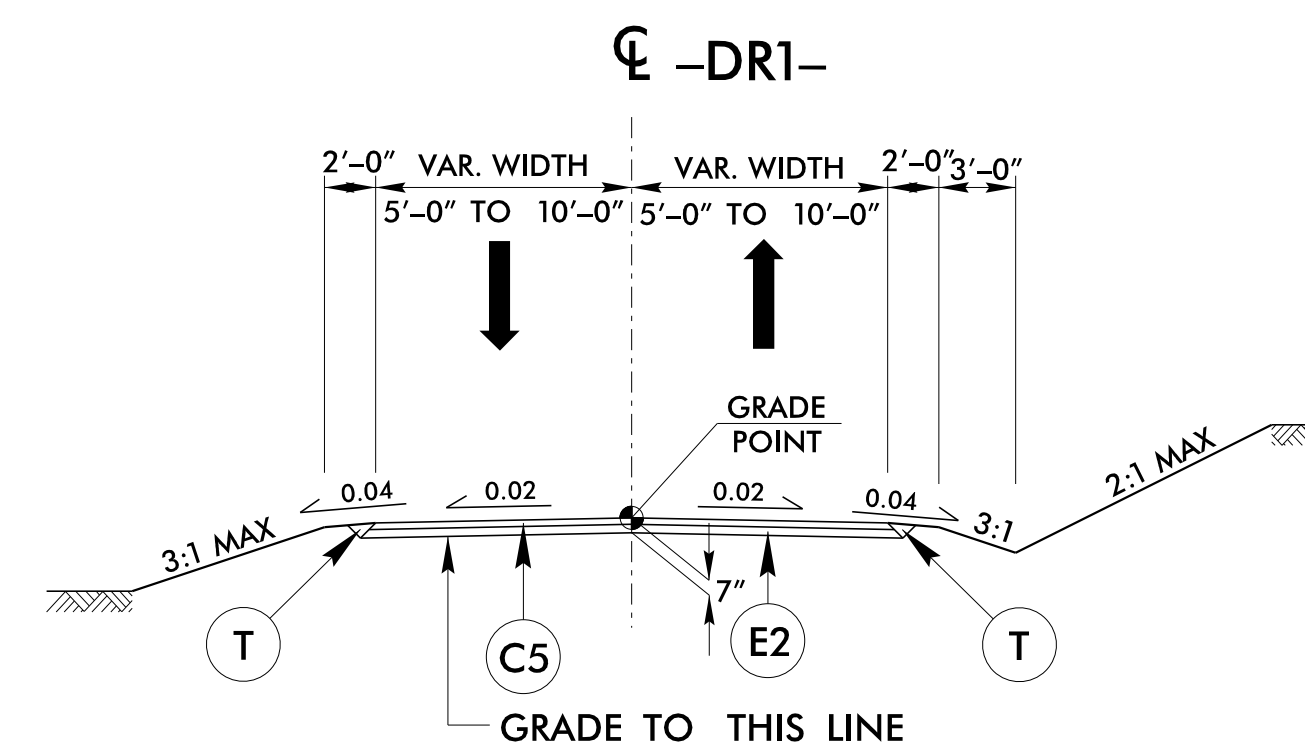 ℄ –DR1–
2'–0" VAR. WIDTH VAR. WIDTH 2'–0" 3'–0"
5'–0" TO 10'–0" 5'–0" TO 10'–0"
GRADE
POINT
0.04 0.02 0.02 0.04
3:1 MAX 3:1 2:1 MAX
7"
T C5 E2 T
GRADE TO THIS LINE